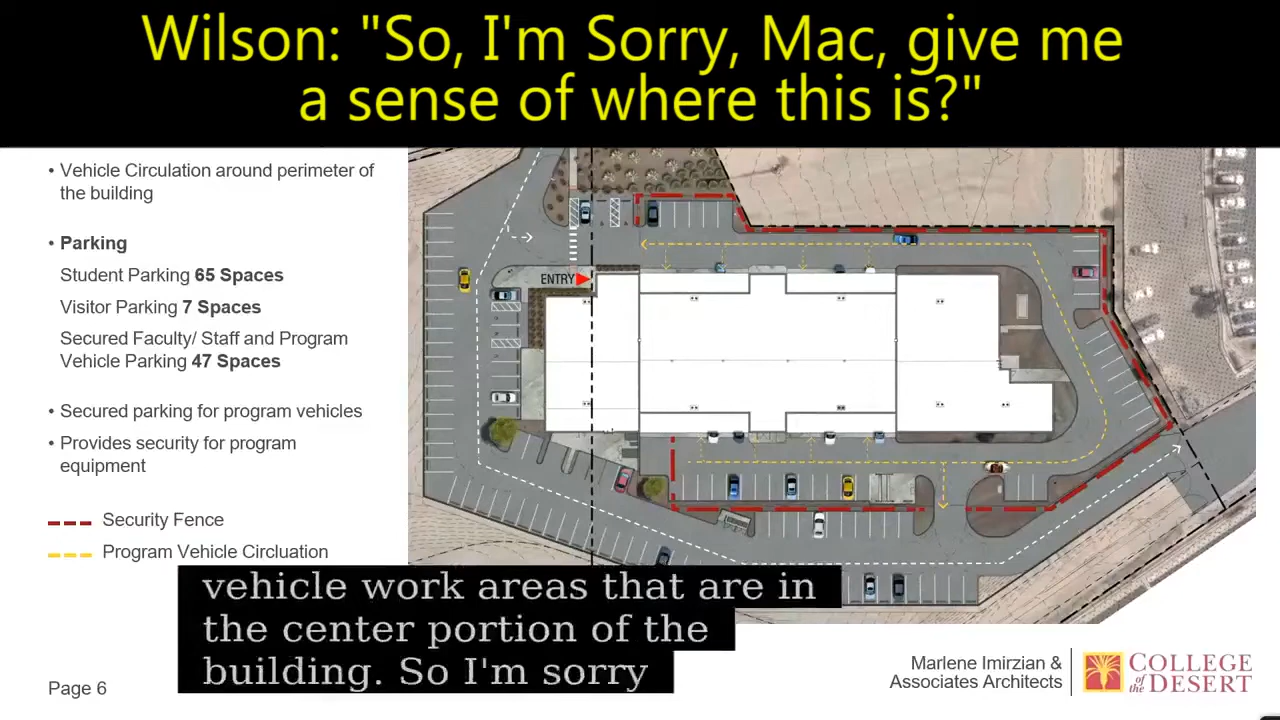 Wilson: "So, I'm Sorry, Mac, give me
a sense of where this is?"
• Vehicle Circulation around perimeter of
the building
• Parking
Student Parking 65 Spaces
Visitor Parking 7 Spaces
Secured Faculty/ Staff and Program
Vehicle Parking 47 Spaces
• Secured parking for program vehicles
• Provides security for program
equipment
Security Fence
Program Vehicle Circluation
ENTRY
vehicle work areas that are in
the center portion of the
building. So I'm sorry
Page 6
Marlene Imirzian &
Associates Architects
COLLEGE
of the DESERT